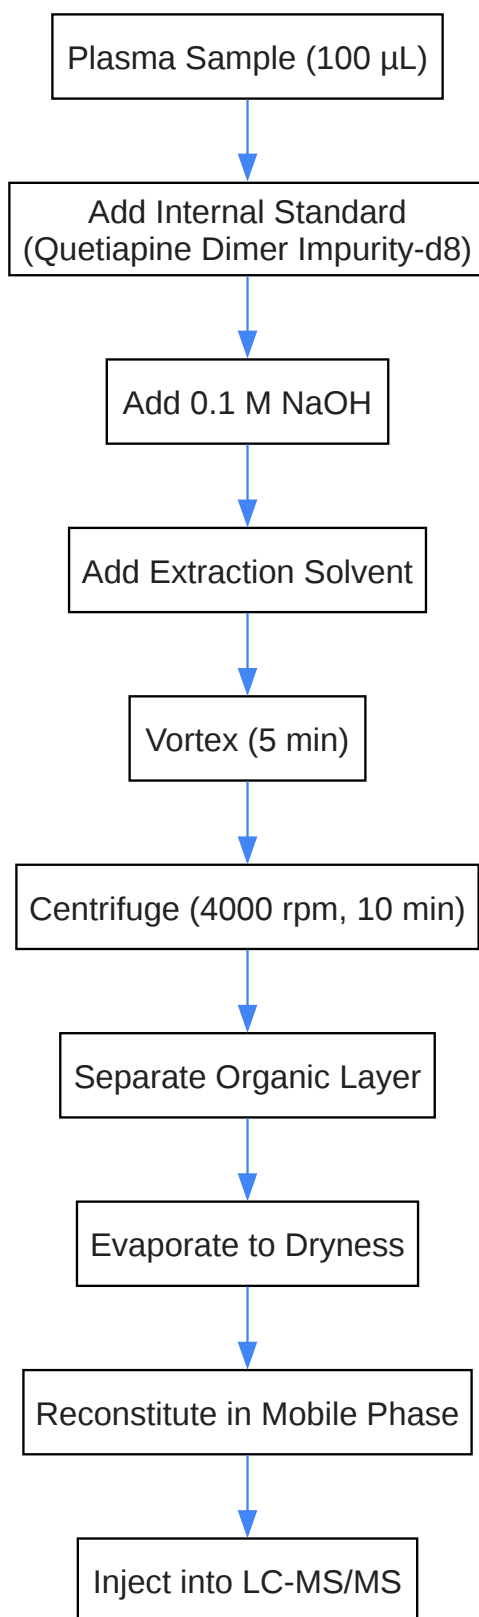 Plasma Sample (100 µL)
Add Internal Standard
(Quetiapine Dimer Impurity-d8)
Add 0.1 M NaOH
Add Extraction Solvent
Vortex (5 min)
Centrifuge (4000 rpm, 10 min)
Separate Organic Layer
Evaporate to Dryness
Reconstitute in Mobile Phase
Inject into LC-MS/MS